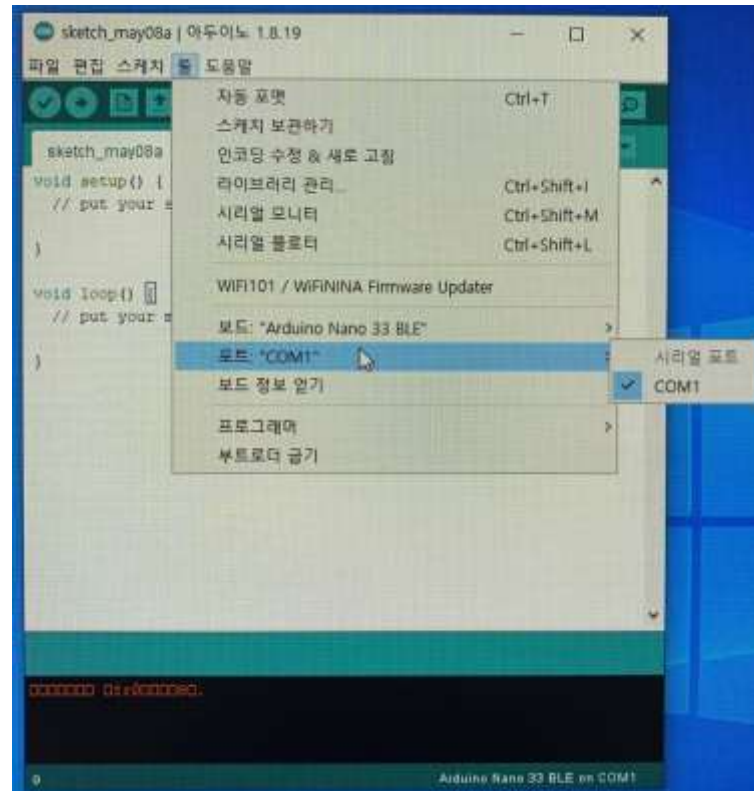 sketch_may08a | 아두이노 1.8.19
파일 편집 스케치 툴 도움말
자동 포맷 Ctrl+T
스케치 보관하기
sketch_may08a
인코딩 수정 & 새로 고침
void setup() {
라이브러리 관리... Ctrl+Shift+I
// put your s
시리얼 모니터 Ctrl+Shift+M
}
시리얼 플로터 Ctrl+Shift+L
WiFi101 / WiFiNINA Firmware Updater
void loop() {
// put your m
보드: "Arduino Nano 33 BLE"
}
포트: "COM1"
시리얼 포트
보드 정보 얻기
COM1
프로그래머
부트로더 굽기
Arduino Nano 33 BLE on COM1